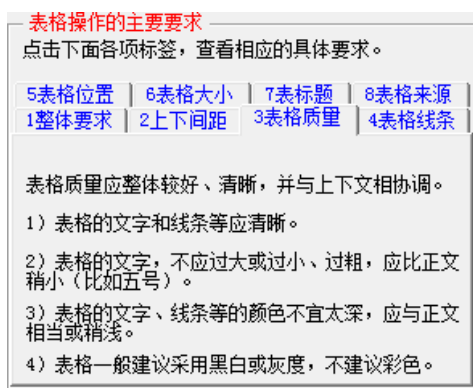 表格操作的主要要求
点击下面各项标签，查看相应的具体要求。
5表格位置 6表格大小 7表标题 8表格来源
1整体要求 2上下间距 3表格质量 4表格线条
表格质量应整体较好、清晰，并与上下文相协调。
1）表格的文字和线条等应清晰。
2）表格的文字，不应过大或过小、过粗，应比正文
稍小（比如五号）。
3）表格的文字、线条等的颜色不宜太深，应与正文
相当或稍浅。
4）表格一般建议采用黑白或灰度，不建议彩色。